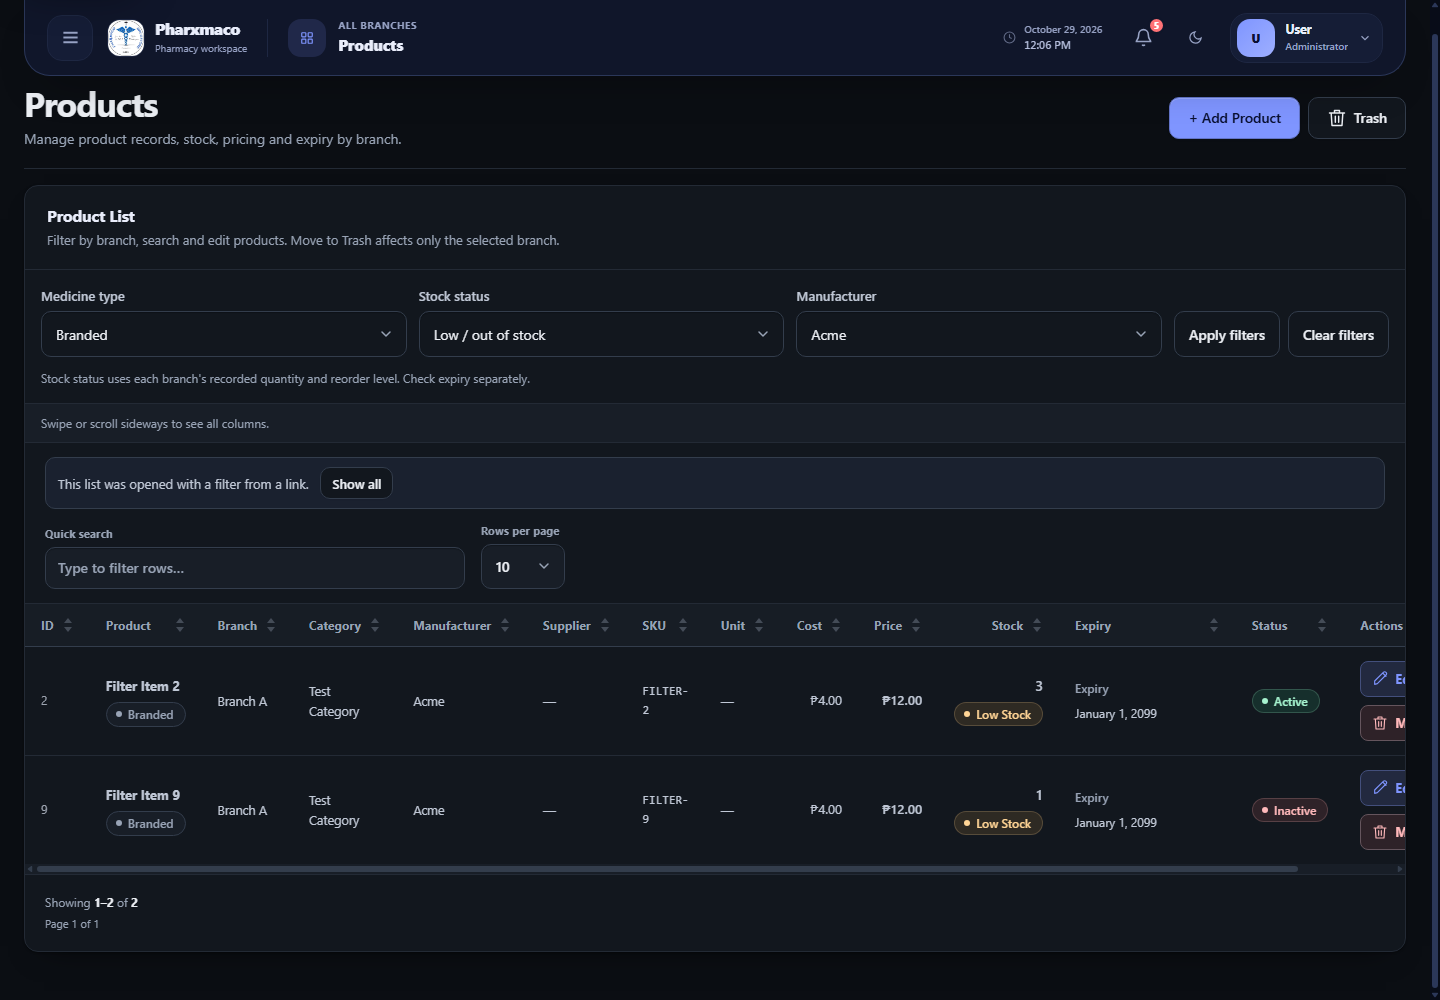 Pharxmaco
Pharmacy workspace
ALL BRANCHES
Products
October 29, 2026
12:06 PM
5
U
User
Administrator
Products
Manage product records, stock, pricing and expiry by branch.
+ Add Product
Trash
Product List
Filter by branch, search and edit products. Move to Trash affects only the selected branch.
Medicine type
Stock status
Manufacturer
Branded
Low / out of stock
Acme
Apply filters
Clear filters
Stock status uses each branch's recorded quantity and reorder level. Check expiry separately.
Swipe or scroll sideways to see all columns.
This list was opened with a filter from a link.
Show all
Quick search
Rows per page
Type to filter rows...
10
ID Product Branch Category Manufacturer Supplier SKU Unit Cost Price Stock Expiry Status Actions
2
Filter Item 2
Branded
Branch A
Test
Category
Acme
—
FILTER-
2
—
₱4.00
₱12.00
3
Low Stock
Expiry
January 1, 2099
Active
9
Filter Item 9
Branded
Branch A
Test
Category
Acme
—
FILTER-
9
—
₱4.00
₱12.00
1
Low Stock
Expiry
January 1, 2099
Inactive
Showing 1–2 of 2
Page 1 of 1